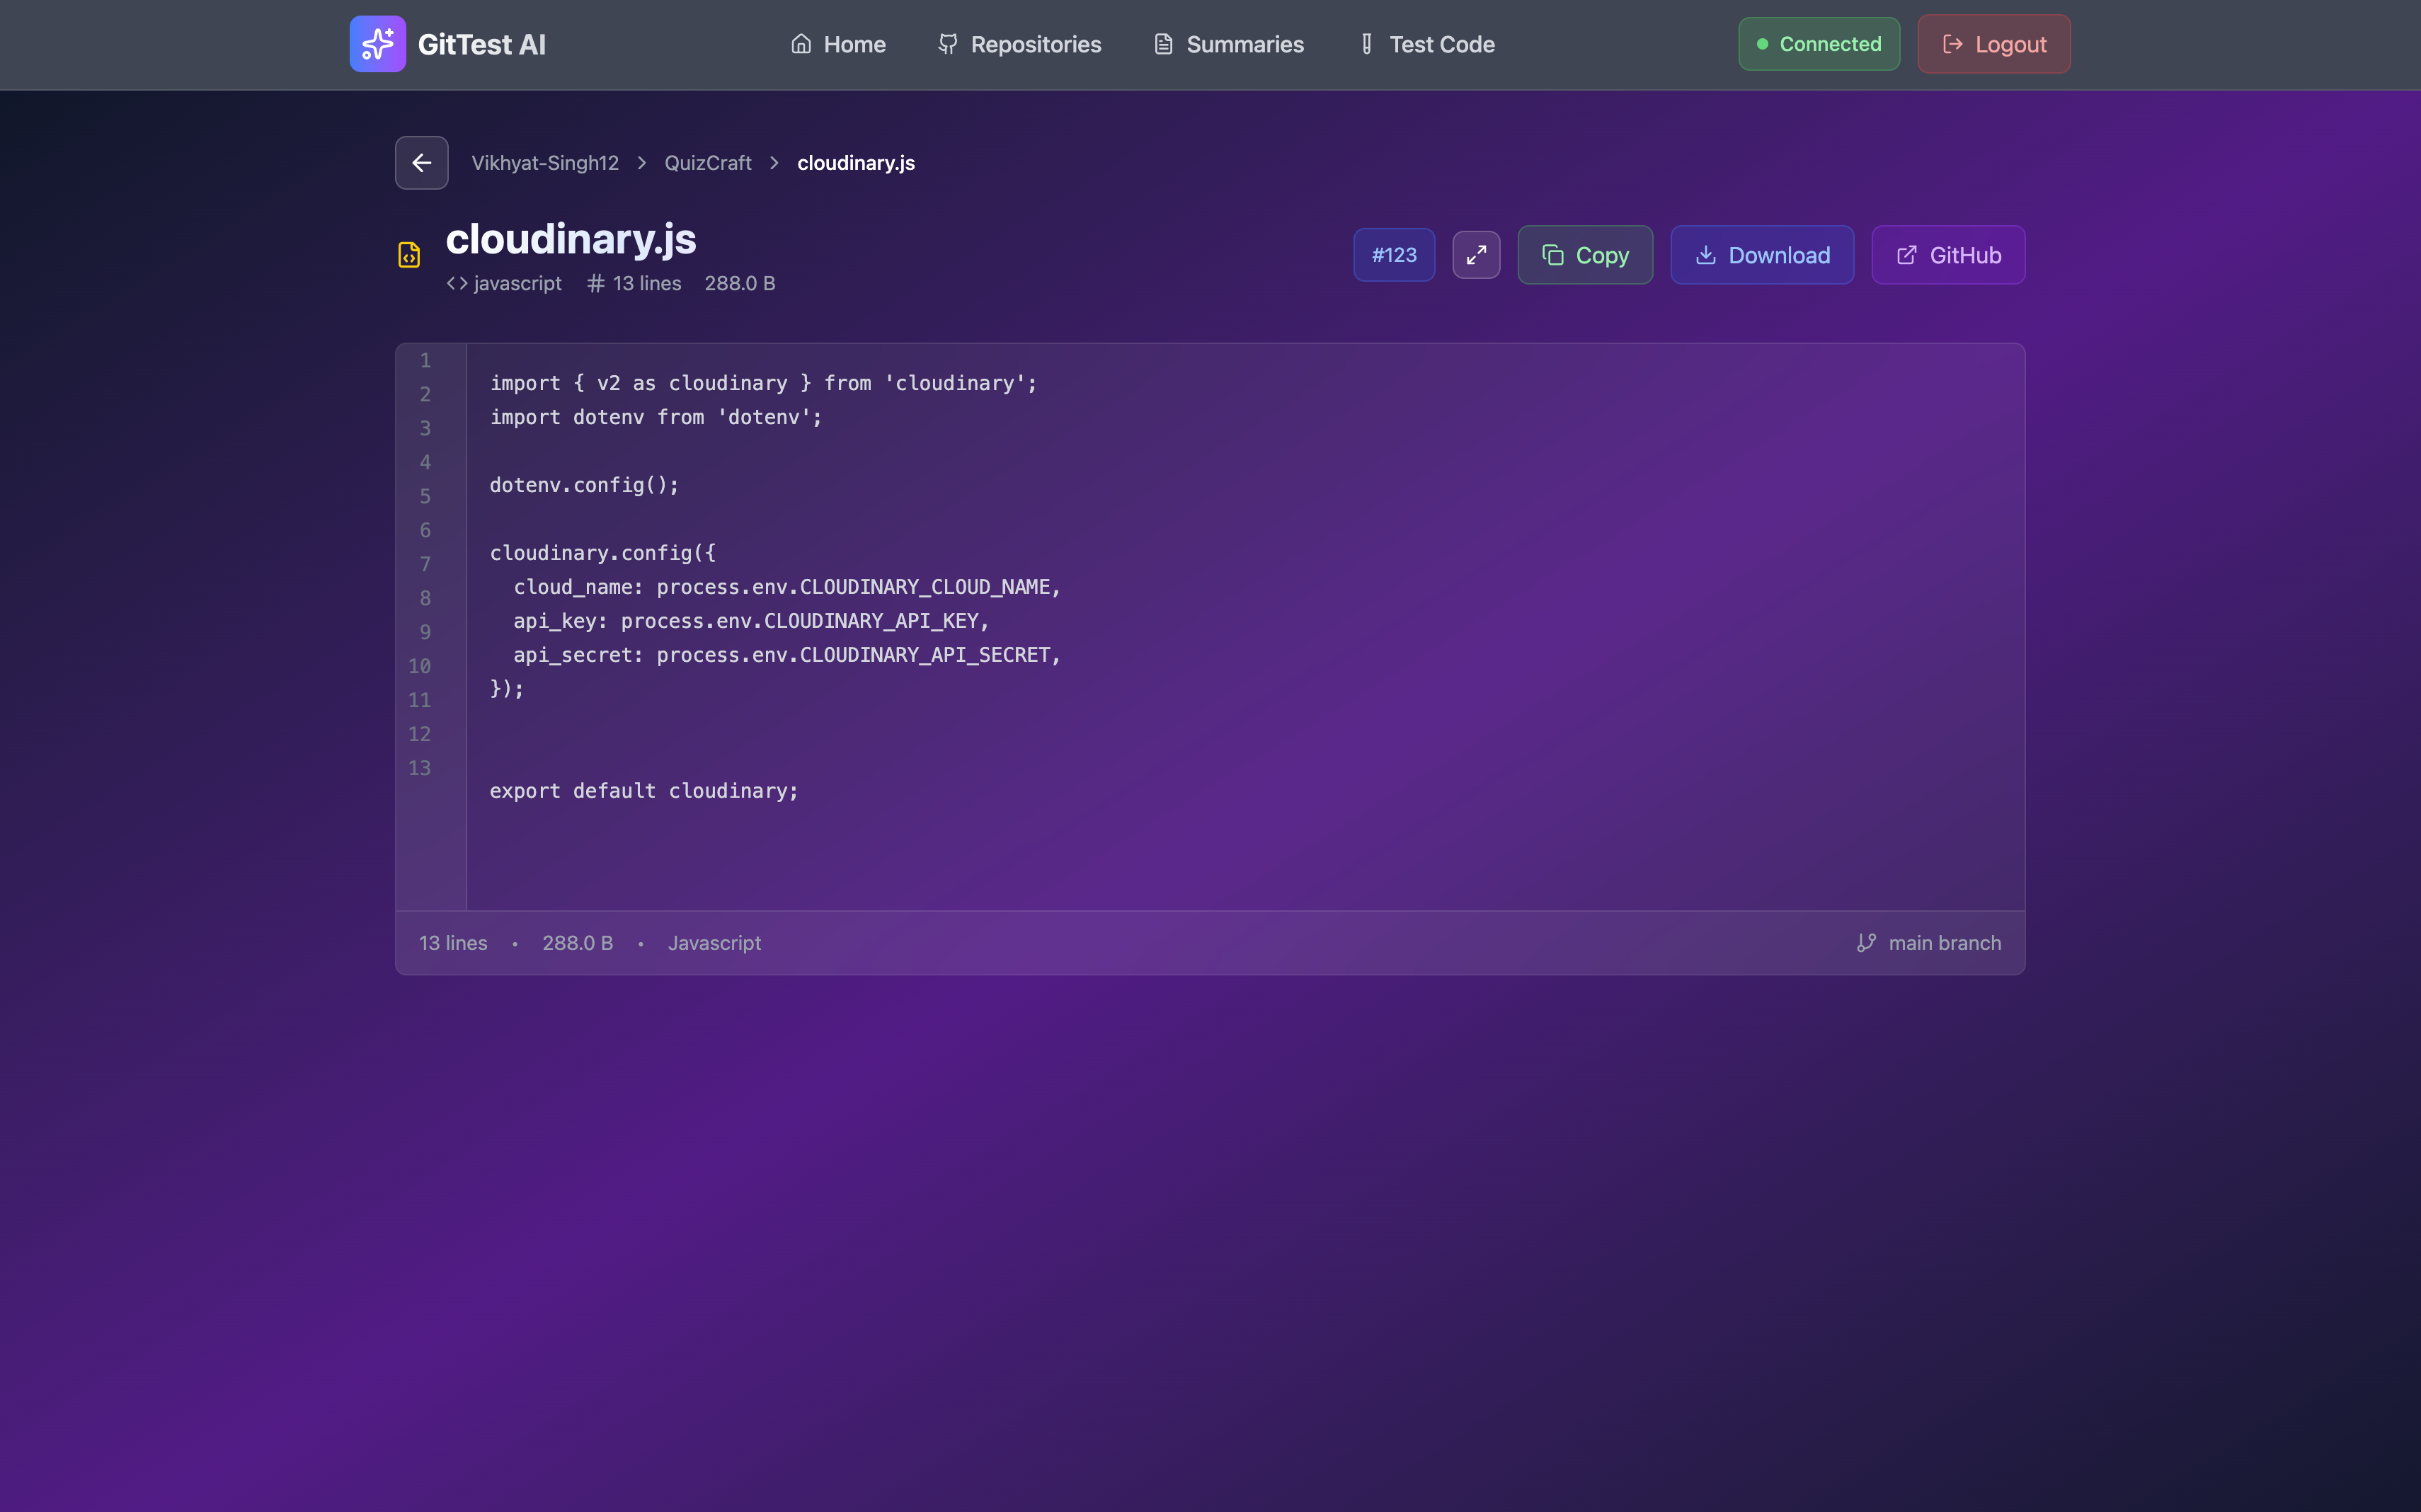 GitTest AI
Home
Repositories
Summaries
Test Code
Connected
Logout
Vikhyat-Singh12 > QuizCraft > cloudinary.js
cloudinary.js
<> javascript # 13 lines 288.0 B
#123
Copy
Download
GitHub
1
2
3
4
5
6
7
8
9
10
11
12
13
import { v2 as cloudinary } from 'cloudinary';
import dotenv from 'dotenv';

dotenv.config();

cloudinary.config({
  cloud_name: process.env.CLOUDINARY_CLOUD_NAME,
  api_key: process.env.CLOUDINARY_API_KEY,
  api_secret: process.env.CLOUDINARY_API_SECRET,
});


export default cloudinary;
13 lines • 288.0 B • Javascript
main branch